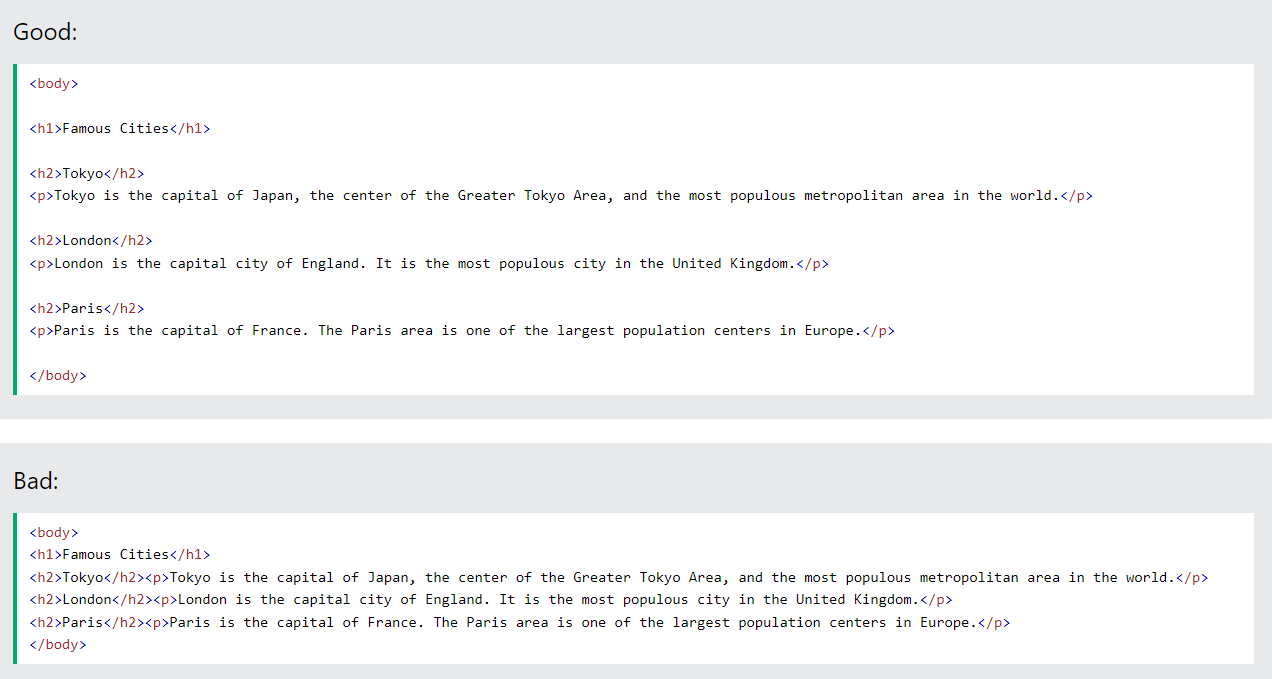 Good:
<body>
<h1>Famous Cities</h1>
<h2>Tokyo</h2>
<p>Tokyo is the capital of Japan, the center of the Greater Tokyo Area, and the most populous metropolitan area in the world.</p>
<h2>London</h2>
<p>London is the capital city of England. It is the most populous city in the United Kingdom.</p>
<h2>Paris</h2>
<p>Paris is the capital of France. The Paris area is one of the largest population centers in Europe.</p>
</body>
Bad:
<body>
<h1>Famous Cities</h1>
<h2>Tokyo</h2><p>Tokyo is the capital of Japan, the center of the Greater Tokyo Area, and the most populous metropolitan area in the world.</p>
<h2>London</h2><p>London is the capital city of England. It is the most populous city in the United Kingdom.</p>
<h2>Paris</h2><p>Paris is the capital of France. The Paris area is one of the largest population centers in Europe.</p>
</body>